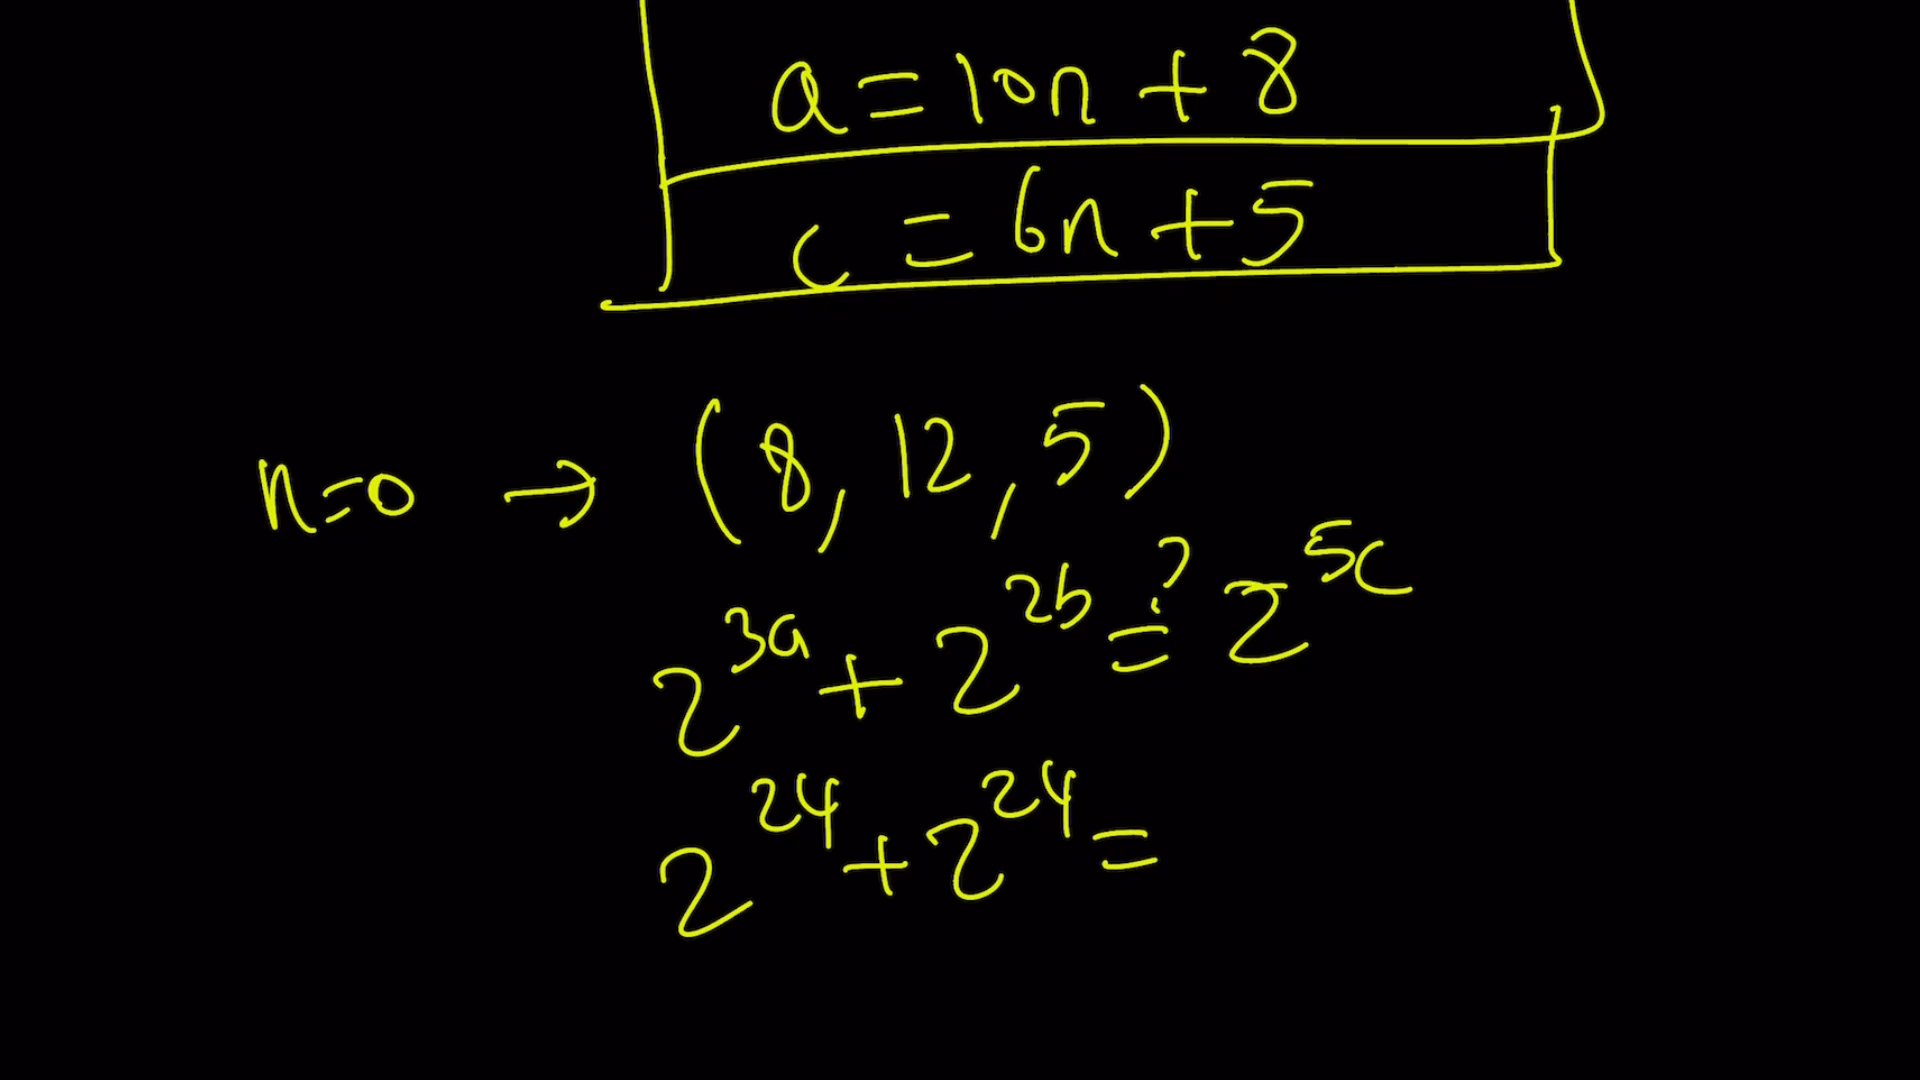 a = 10n + 8
c = 6n + 5
n=0 → (8, 12, 5)
2^{3a} + 2^{2b} ≟ 2^{5c}
2^{24} + 2^{24} =